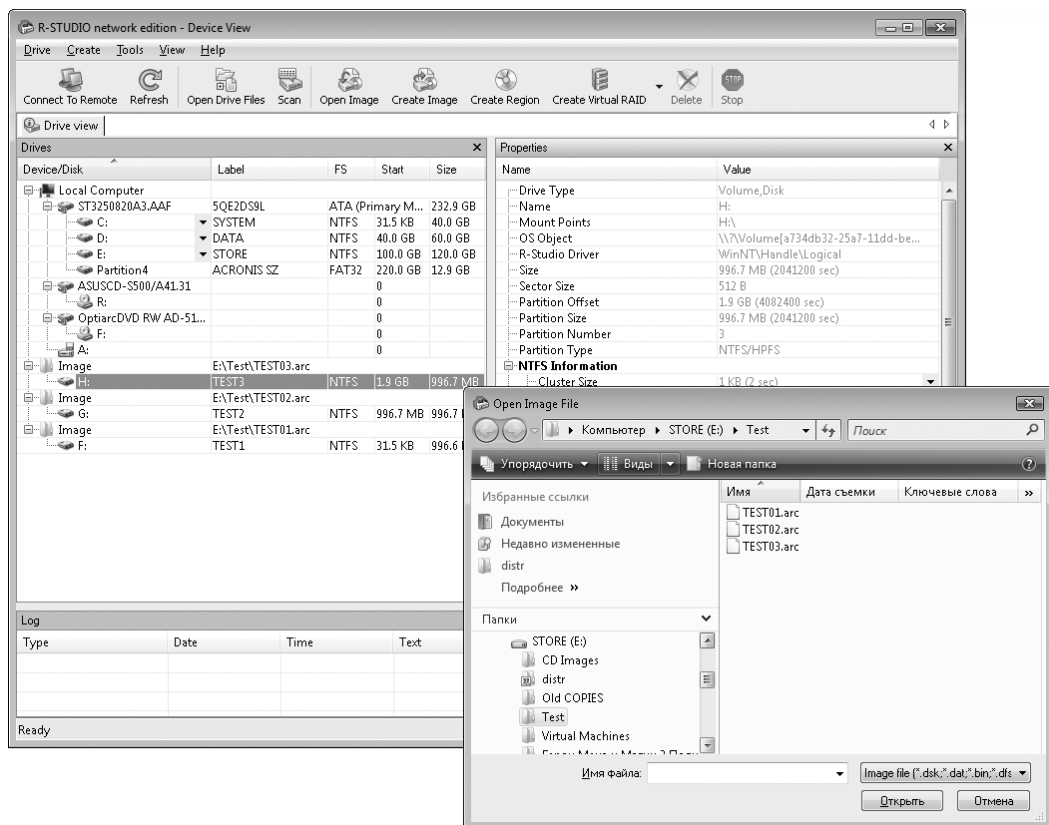 R-STUDIO network edition - Device View
Drive Create Tools View Help
Connect To Remote Refresh Open Drive Files Scan Open Image Create Image Create Region Create Virtual RAID Delete Stop
STOP
Drive view
Drives
Device/Disk Label FS Start Size
Local Computer
ST3250820A3.AAF 5QE2DS9L ATA (Primary M... 232.9 GB
C: SYSTEM NTFS 31.5 KB 40.0 GB
D: DATA NTFS 40.0 GB 60.0 GB
E: STORE NTFS 100.0 GB 120.0 GB
Partition4 ACRONIS SZ FAT32 220.0 GB 12.9 GB
ASUSCD-S500/A41.31 0
R: 0
OptiarcDVD RW AD-51... 0
F: 0
A: 0
Image E:\Test\TEST03.arc
H: TEST3 NTFS 1.9 GB 996.7 MB
Image E:\Test\TEST02.arc
G: TEST2 NTFS 996.7 MB 996.7
Image E:\Test\TEST01.arc
F: TEST1 NTFS 31.5 KB 996.6
Properties
Name Value
Drive Type Volume,Disk
Name H:
Mount Points H:\
OS Object \\?\Volume{a734db32-25a7-11dd-be...
R-Studio Driver WinNT\Handle\Logical
Size 996.7 MB (2041200 sec)
Sector Size 512 B
Partition Offset 1.9 GB (4082400 sec)
Partition Size 996.7 MB (2041200 sec)
Partition Number 3
Partition Type NTFS/HPFS
NTFS Information
Cluster Size 1 KB (2 sec)
Log
Type Date Time Text
Ready
Open Image File
Компьютер STORE (E:) Test Поиск
Упорядочить Виды Новая папка
Избранные ссылки
Документы
Недавно измененные
distr
Подробнее »
Папки
STORE (E:)
CD Images
distr
Old COPIES
Test
Virtual Machines
Имя Дата съемки Ключевые слова »
TEST01.arc
TEST02.arc
TEST03.arc
Имя файла: Image file (*.dsk;*.dat;*.bin;*.dfs
Открыть Отмена